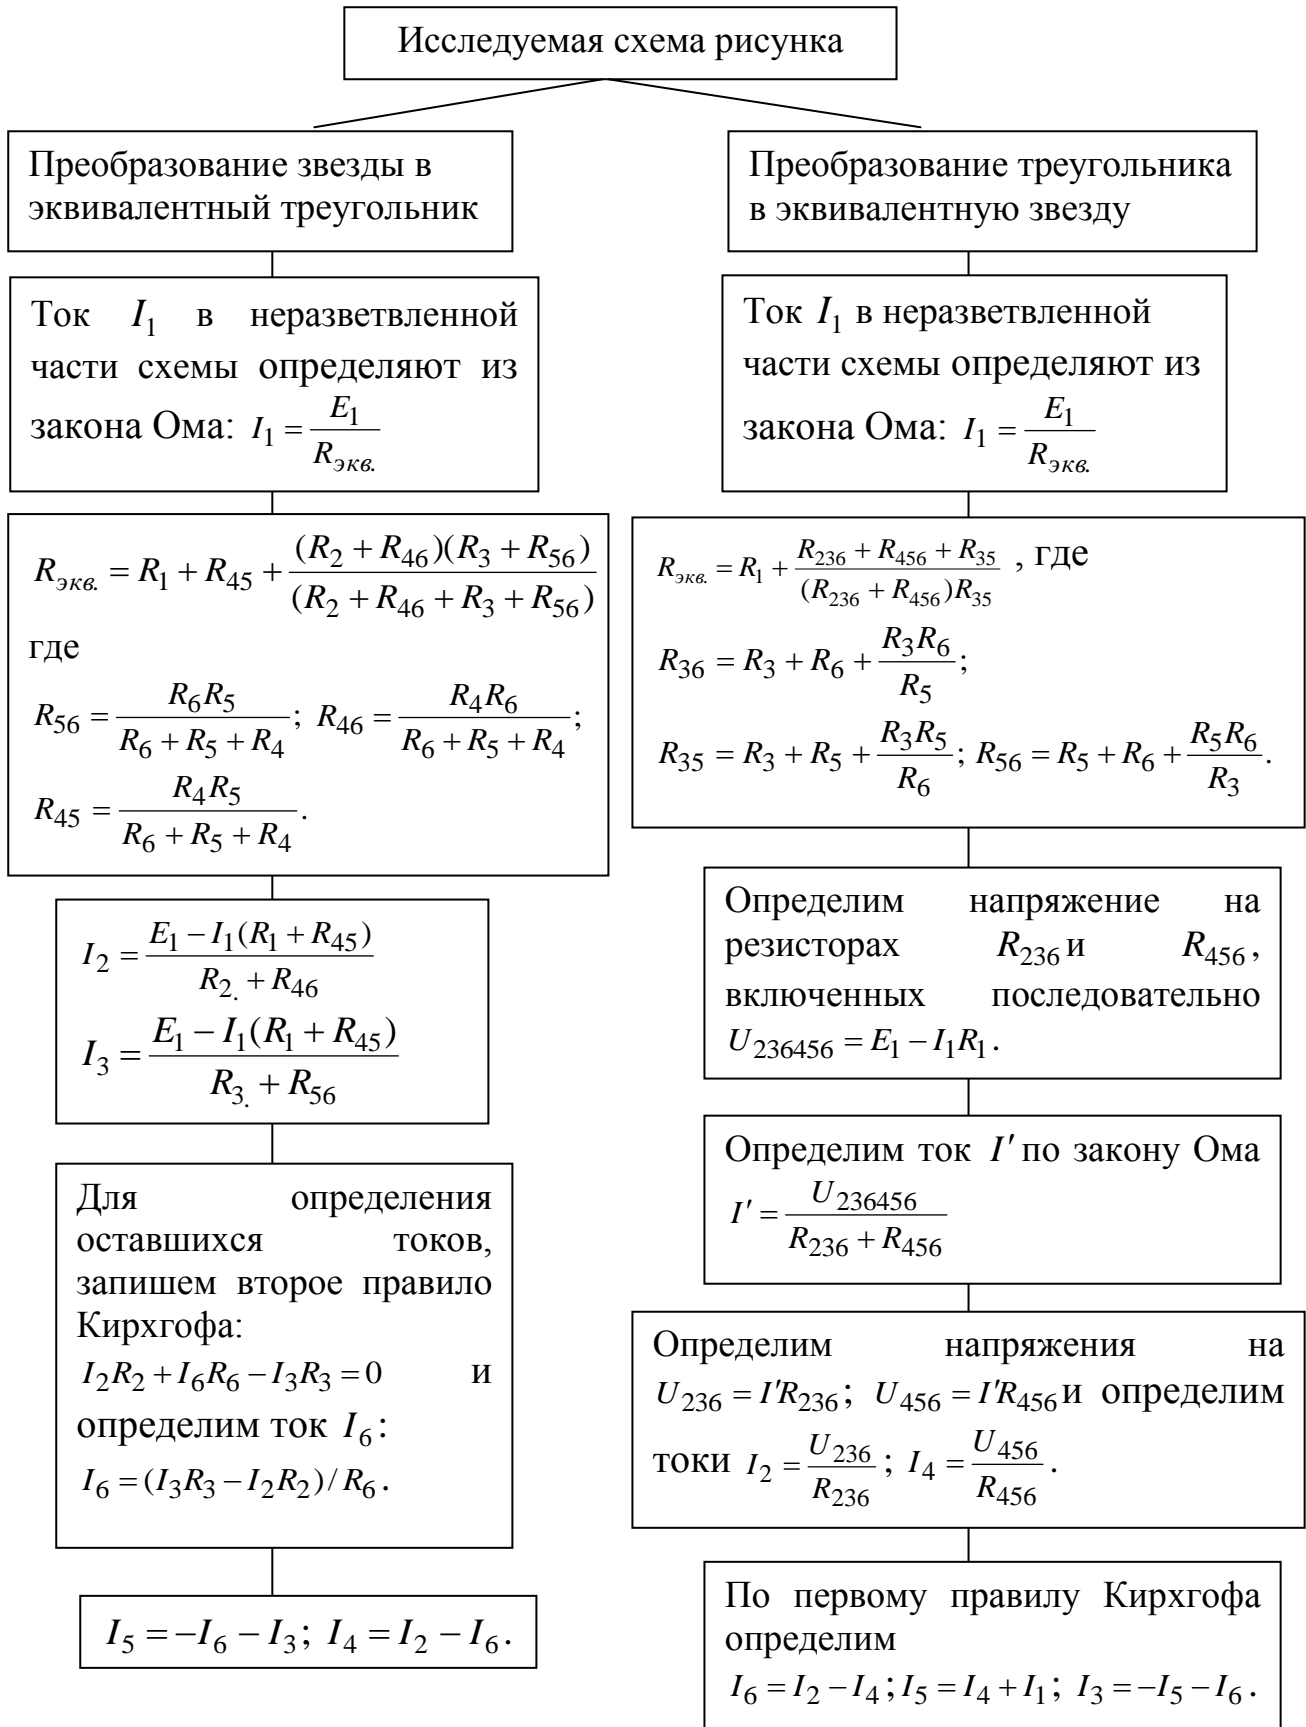 Исследуемая схема рисунка
Преобразование звезды в
эквивалентный треугольник
Ток I₁ в неразветвленной
части схемы определяют из
закона Ома: I₁ = E₁ / R_экв.
R_экв. = R₁ + R₄₅ + (R₂ + R₄₆)(R₃ + R₅₆) / (R₂ + R₄₆ + R₃ + R₅₆)
где
R₅₆ = R₆R₅ / (R₆ + R₅ + R₄); R₄₆ = R₄R₆ / (R₆ + R₅ + R₄);
R₄₅ = R₄R₅ / (R₆ + R₅ + R₄).
I₂ = (E₁ − I₁(R₁ + R₄₅)) / (R₂. + R₄₆)
I₃ = (E₁ − I₁(R₁ + R₄₅)) / (R₃. + R₅₆)
Для определения
оставшихся токов,
запишем второе правило
Кирхгофа:
I₂R₂ + I₆R₆ − I₃R₃ = 0 и
определим ток I₆:
I₆ = (I₃R₃ − I₂R₂) / R₆.
I₅ = −I₆ − I₃; I₄ = I₂ − I₆.
Преобразование треугольника
в эквивалентную звезду
Ток I₁ в неразветвленной
части схемы определяют из
закона Ома: I₁ = E₁ / R_экв.
R_экв. = R₁ + (R₂₃₆ + R₄₅₆ + R₃₅) / ((R₂₃₆ + R₄₅₆)R₃₅) , где
R₃₆ = R₃ + R₆ + R₃R₆ / R₅;
R₃₅ = R₃ + R₅ + R₃R₅ / R₆; R₅₆ = R₅ + R₆ + R₅R₆ / R₃.
Определим напряжение на
резисторах R₂₃₆ и R₄₅₆,
включенных последовательно
U₂₃₆₄₅₆ = E₁ − I₁R₁.
Определим ток I′ по закону Ома
I′ = U₂₃₆₄₅₆ / (R₂₃₆ + R₄₅₆)
Определим напряжения на
U₂₃₆ = I′R₂₃₆; U₄₅₆ = I′R₄₅₆ и определим
токи I₂ = U₂₃₆ / R₂₃₆; I₄ = U₄₅₆ / R₄₅₆.
По первому правилу Кирхгофа
определим
I₆ = I₂ − I₄; I₅ = I₄ + I₁; I₃ = −I₅ − I₆.